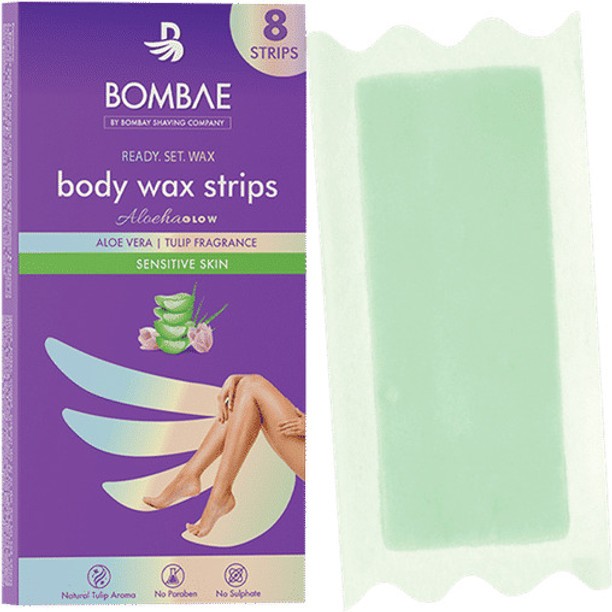 8
STRIPS
BOMBAE
BY BOMBAY SHAVING COMPANY
READY. SET. WAX
body wax strips
AloehaGLOW
ALOE VERA | TULIP FRAGRANCE
SENSITIVE SKIN
Natural Tulip Aroma
No Paraben
No Sulphate